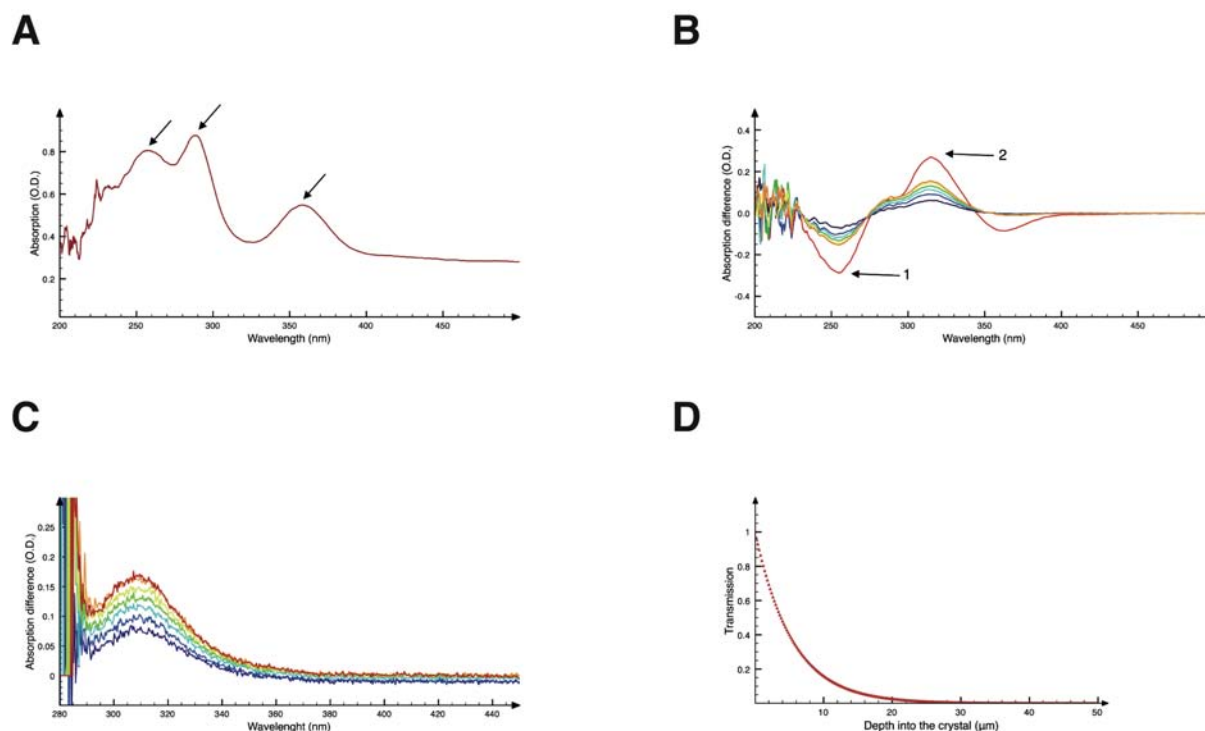 A
Absorption (O.D.)
0.8
0.6
0.4
0.2
200 250 300 350 400 450
Wavelength (nm)
B
Absorption difference (O.D.)
0.4
0.2
0.0
-0.2
-0.4
2
1
200 250 300 350 400 450 500
Wavelength (nm)
C
Absorption difference (O.D.)
0.25
0.2
0.15
0.1
0.05
0
280 300 320 340 360 380 400 420 440
Wavelenght (nm)
D
Transmission
1
0.8
0.6
0.4
0.2
10 20 30 40 50
Depth into the crystal (μm)